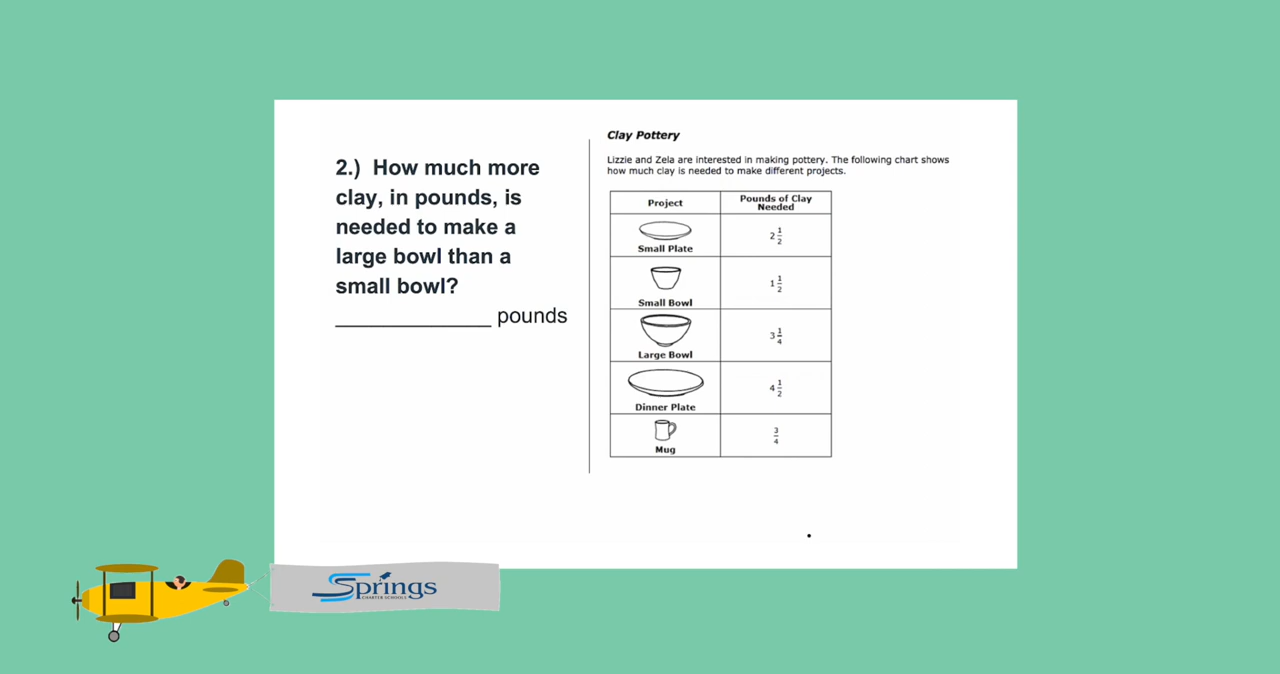 2.) How much more
clay, in pounds, is
needed to make a
large bowl than a
small bowl?
______________ pounds
Clay Pottery
Lizzie and Zela are interested in making pottery. The following chart shows
how much clay is needed to make different projects.
Project
Pounds of Clay
Needed
Small Plate
2 1/2
Small Bowl
1 1/2
Large Bowl
3 1/4
Dinner Plate
4 1/2
Mug
3/4
Springs
CHARTER SCHOOLS